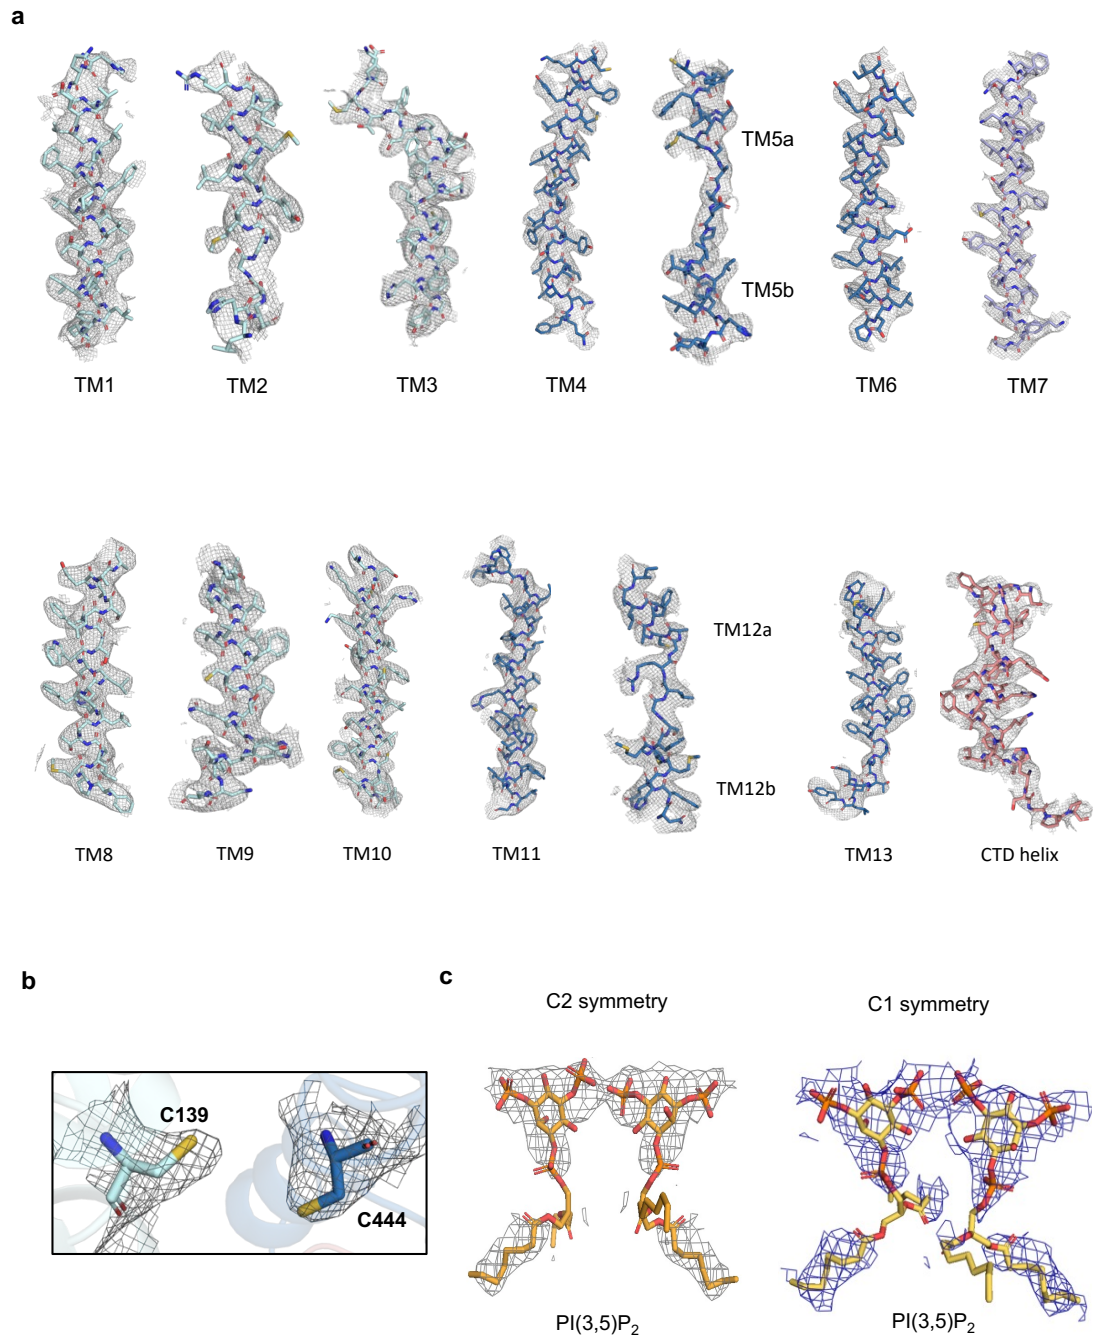 a
TM5a
TM5b
TM1
TM2
TM3
TM4
TM6
TM7
TM12a
TM12b
TM8
TM9
TM10
TM11
TM13
CTD helix
b
c
C2 symmetry
C1 symmetry
C139
C444
PI(3,5)P₂
PI(3,5)P₂